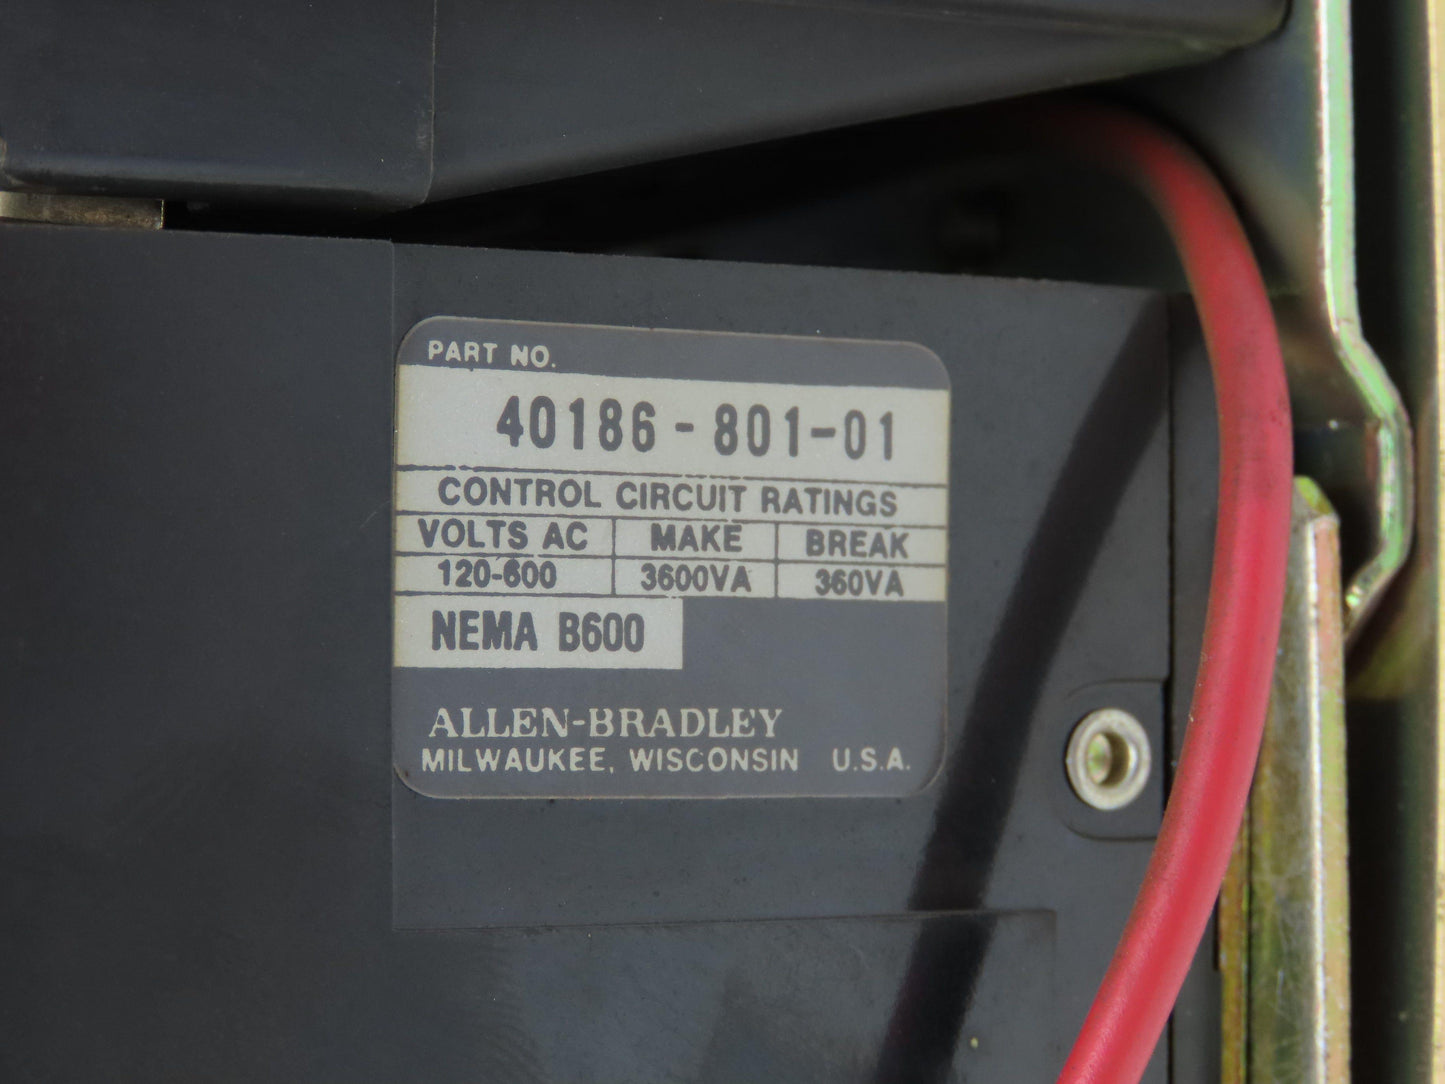 PART NO.
40186-801-01
CONTROL CIRCUIT RATINGS
VOLTS AC MAKE BREAK
120-600 3600VA 360VA
NEMA B600
ALLEN-BRADLEY
MILWAUKEE, WISCONSIN U.S.A.